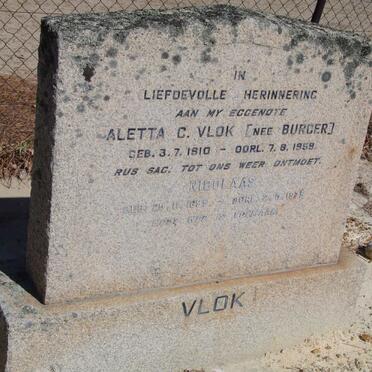 IN
LIEFDEVOLLE HERINNERING
AAN MY EGGENOTE
ALETTA C. VLOK [NEE BURGER]
GEB. 3.7.1910 - OORL. 7.8.1959.
RUS SAG, TOT ONS WEER ONTMOET.
NICOLAAS
VLOK